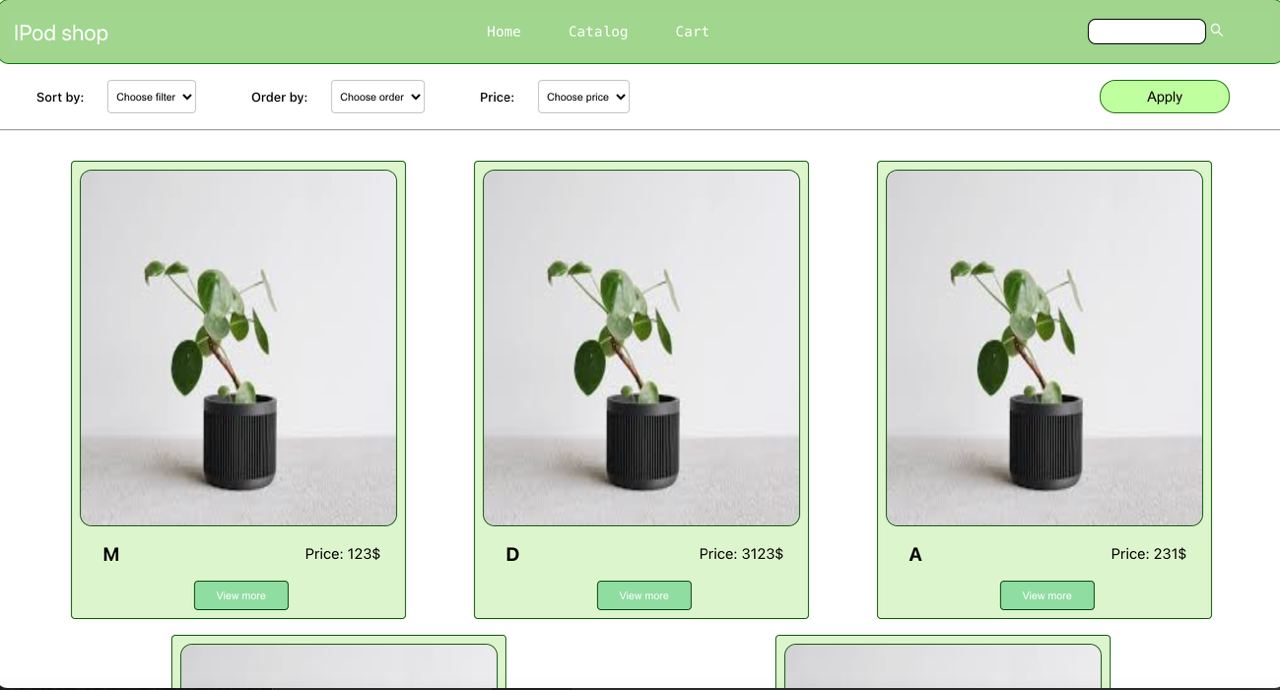 IPod shop
Home Catalog Cart
Sort by: Choose filter Order by: Choose order Price: Choose price Apply
M Price: 123$
View more
D Price: 3123$
View more
A Price: 231$
View more